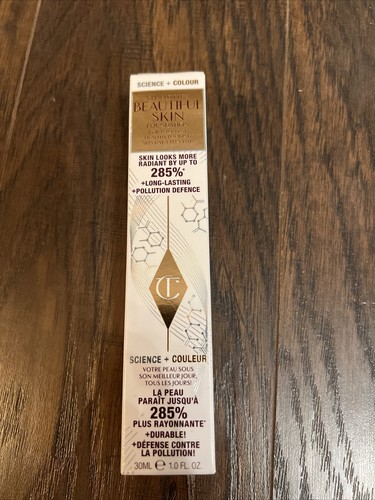 SCIENCE + COLOUR
BEAUTIFUL
SKIN
FOUNDATION
SKIN LOOKS MORE
RADIANT BY UP TO
285%*
+LONG-LASTING
+POLLUTION DEFENCE
CT
SCIENCE + COULEUR
VOTRE PEAU SOUS
SON MEILLEUR JOUR,
TOUS LES JOURS!
LA PEAU
PARAÎT JUSQU'À
285%
PLUS RAYONNANTE*
+DURABLE!
+DÉFENSE CONTRE
LA POLLUTION!
30ML e 1.0 FL. OZ.